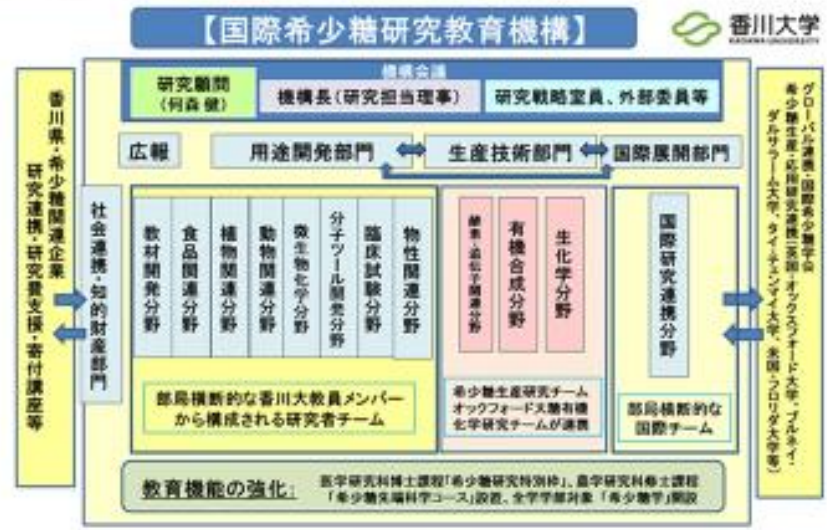 【国際希少糖研究教育機構】
香川大学
KAGAWA UNIVERSITY
機構会議
研究顧問
(何森 健)
機構長(研究担当理事)
研究戦略室員、外部委員等
広報
用途開発部門
生産技術部門
国際展開部門
香川県・希少糖関連企業
研究連携・研究費支援・寄付講座等
社会連携・知的財産部門
教材開発分野
食品関連分野
植物関連分野
動物関連分野
微生物化学分野
分子ツール開発分野
臨床試験分野
物性関連分野
酵素・遺伝子関連分野
有機合成分野
生化学分野
国際研究連携分野
グローバル連携・国際希少糖学会
希少糖生産・応用研究連携(英国・オックスフォード大学、ブルネイ・
ダルサラーム大学、タイ・チェンマイ大学、米国・フロリダ大学等)
部局横断的な香川大教員メンバー
から構成される研究者チーム
希少糖生産研究チーム
オックフォード大糖有機
化学研究チームが連携
部局横断的な
国際チーム
教育機能の強化:
医学研究科博士課程「希少糖研究特別枠」、農学研究科修士課程
「希少糖先端科学コース」設置、全学学部対象 「希少糖学」開設